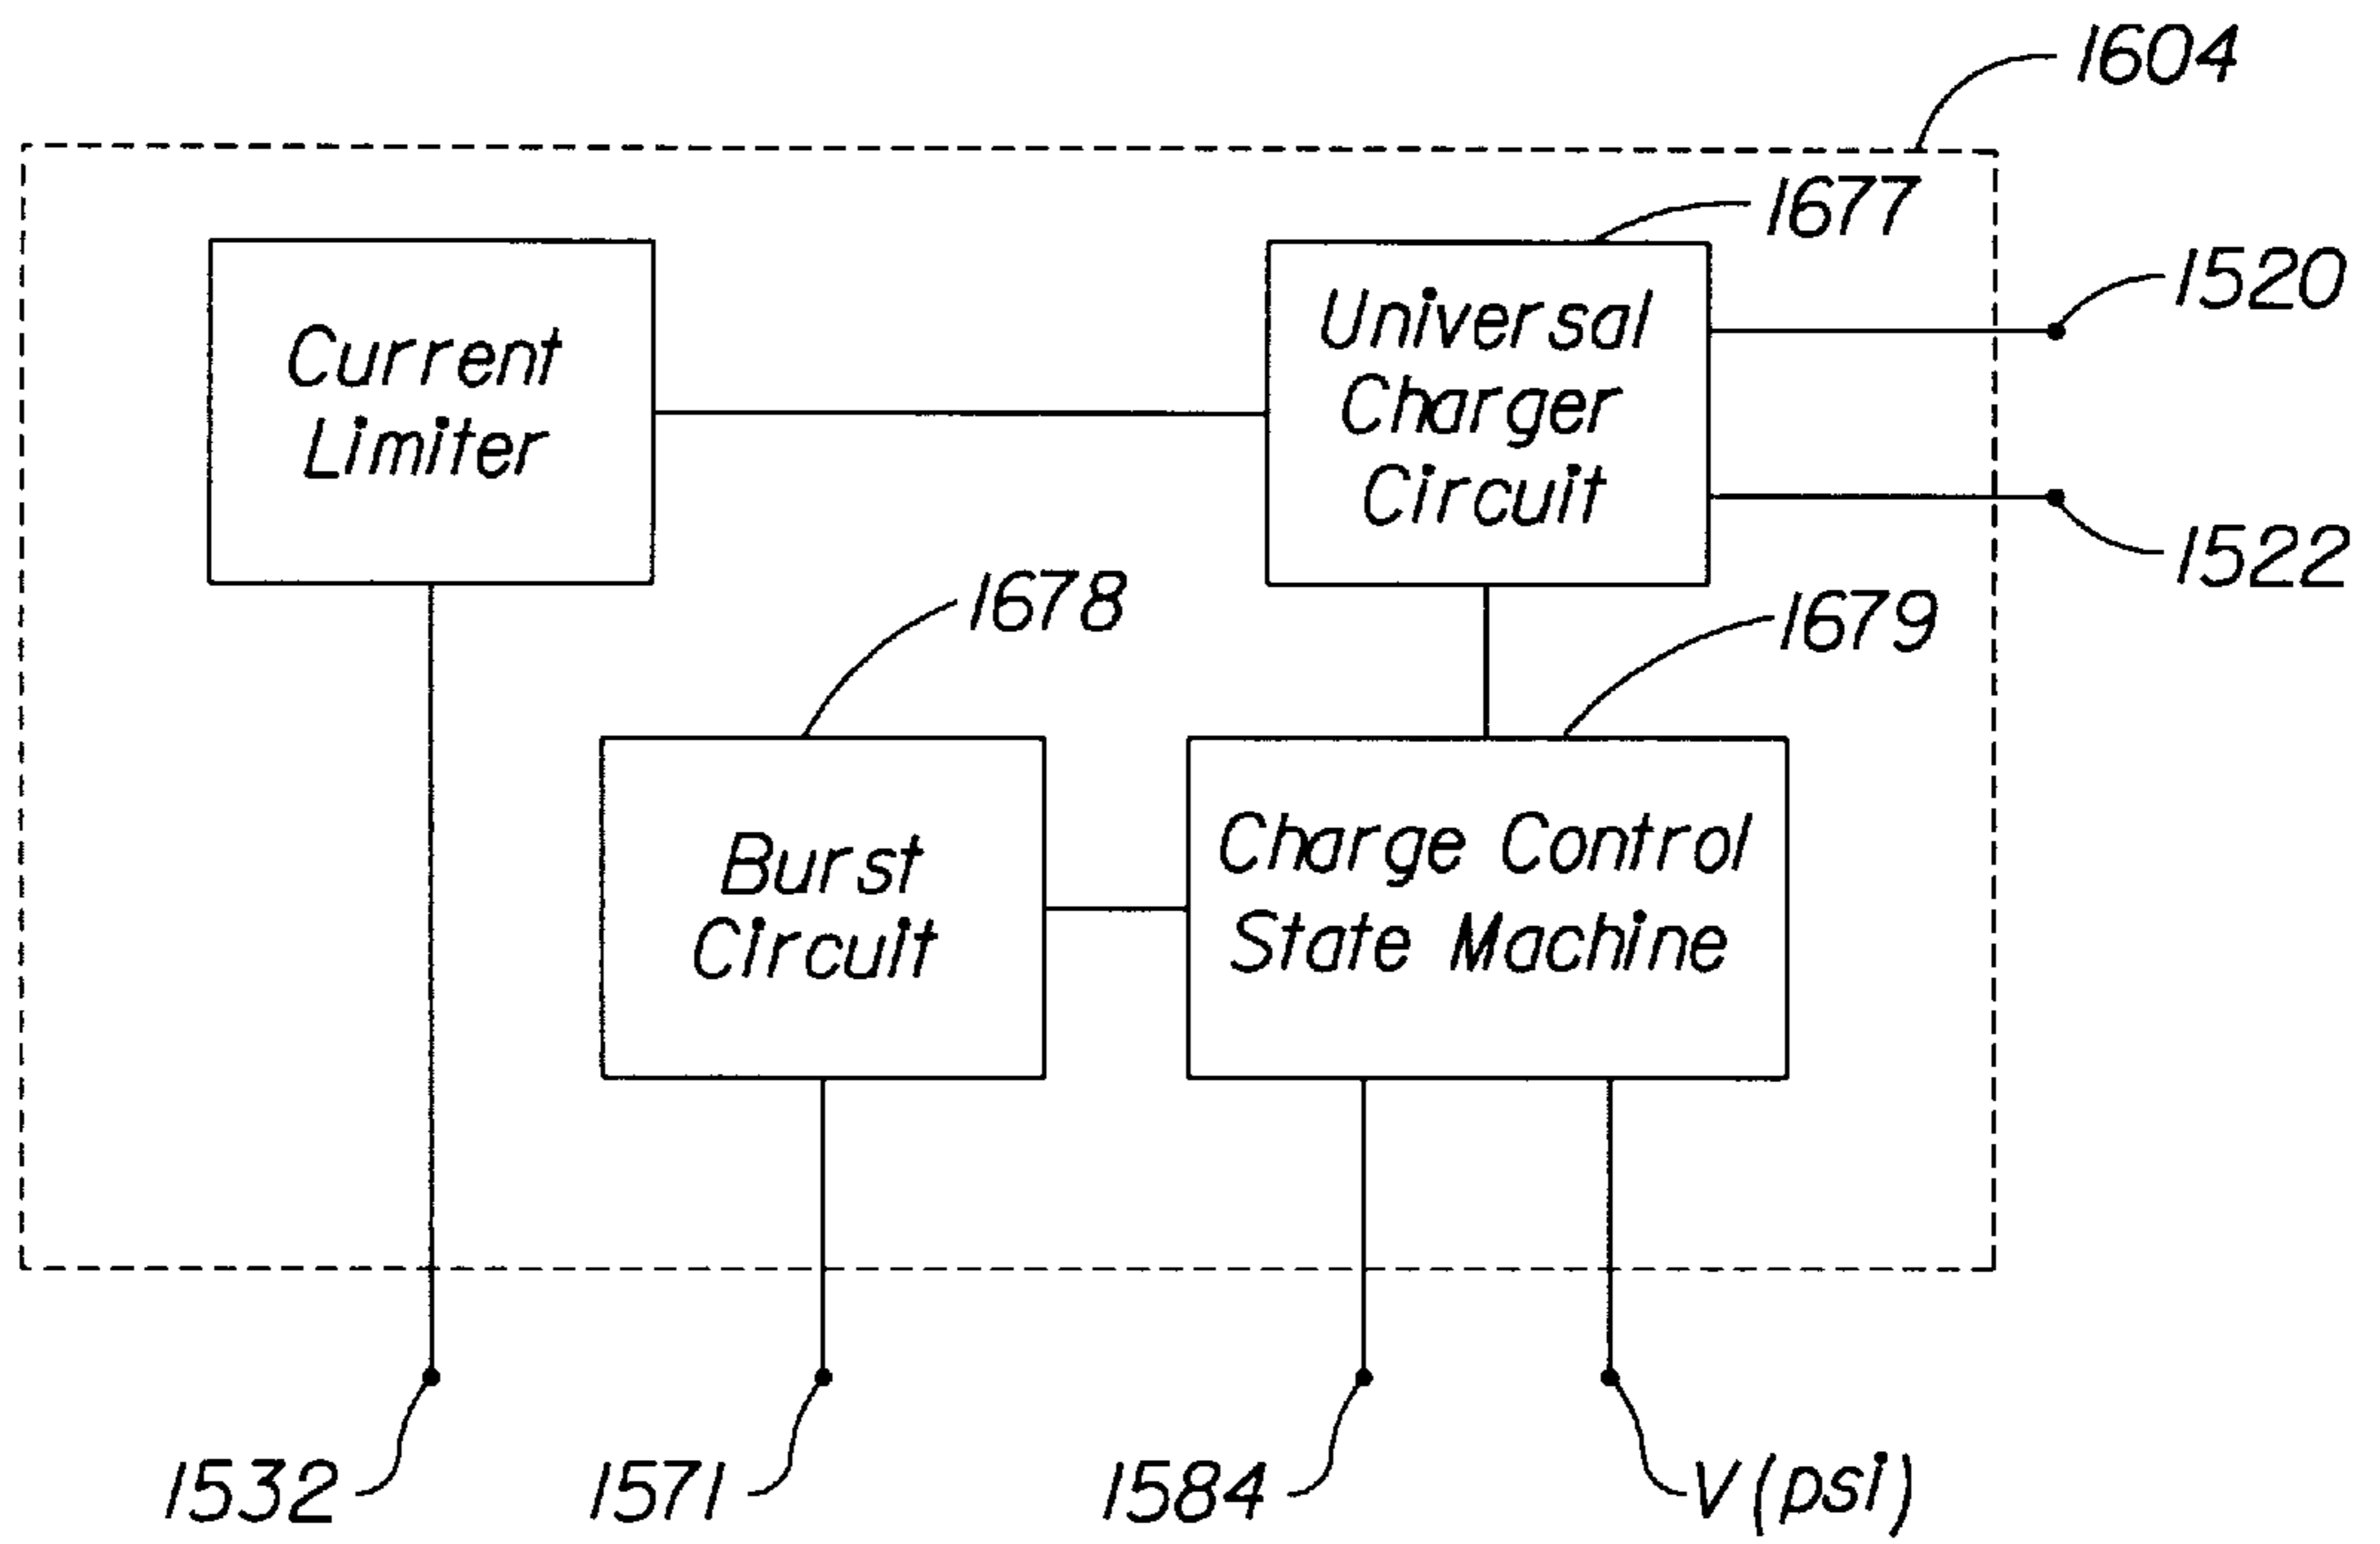 1604
1677
1520
Universal
Charger
Circuit
Current
Limiter
1522
1678
1679
Burst
Circuit
Charge Control
State Machine
1532
1571
1584
V(psi)